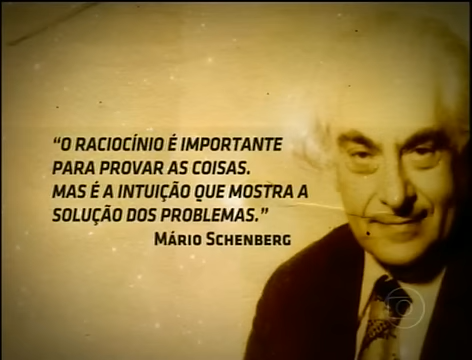 “O RACIOCÍNIO É IMPORTANTE
PARA PROVAR AS COISAS.
MAS É A INTUIÇÃO QUE MOSTRA A
SOLUÇÃO DOS PROBLEMAS.”
MÁRIO SCHENBERG